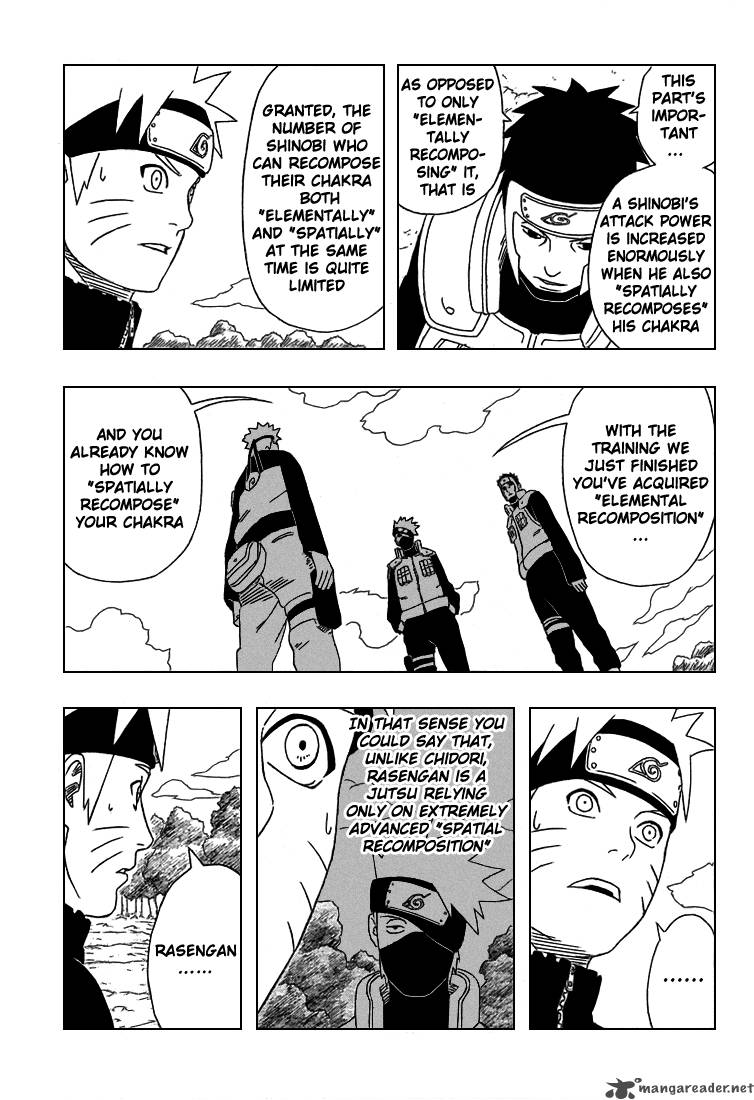 THIS
PART'S
IMPOR-
TANT
...
A SHINOBI'S
ATTACK POWER
IS INCREASED
ENORMOUSLY
WHEN HE ALSO
"SPATIALLY
RECOMPOSES"
HIS CHAKRA
AS OPPOSED
TO ONLY
"ELEMEN-
TALLY
RECOMPO-
SING" IT,
THAT IS
GRANTED, THE
NUMBER OF
SHINOBI WHO
CAN RECOMPOSE
THEIR CHAKRA
BOTH
"ELEMENTALLY"
AND "SPATIALLY"
AT THE SAME
TIME IS QUITE
LIMITED
WITH THE
TRAINING WE
JUST FINISHED
YOU'VE ACQUIRED
"ELEMENTAL
RECOMPOSITION"
...
AND YOU
ALREADY KNOW
HOW TO
"SPATIALLY
RECOMPOSE"
YOUR CHAKRA
......
IN THAT SENSE YOU
COULD SAY THAT,
UNLIKE CHIDORI,
RASENGAN IS A
JUTSU RELYING
ONLY ON EXTREMELY
ADVANCED "SPATIAL
RECOMPOSITION"
RASENGAN
......
mangareader.net